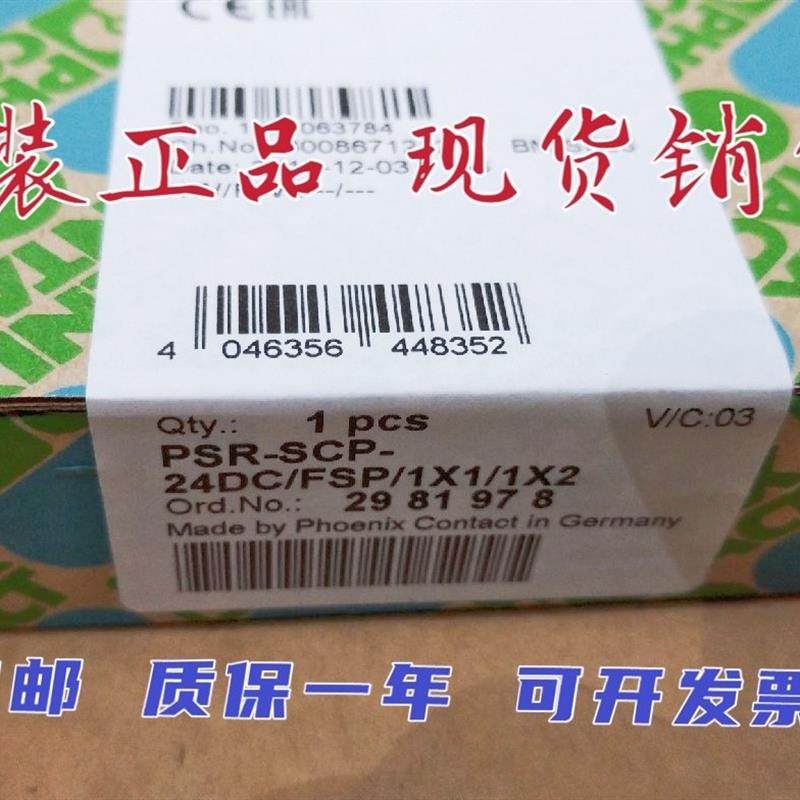 CE EAC
063784
装正品 现货销
Date:
4 046356 448352
Qty.: 1 pcs V/C:03
PSR-SCP-
24DC/FSP/1X1/1X2
Ord.No.: 29 81 97 8
Made by Phoenix Contact in Germany
邮 质保一年 可开发票